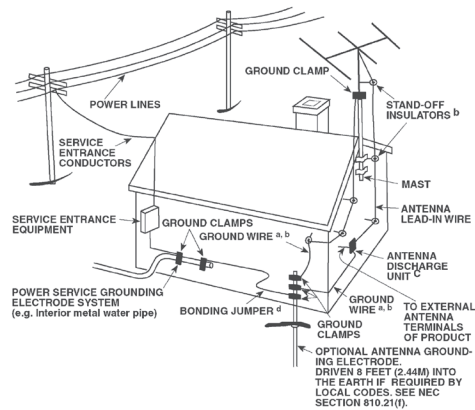 GROUND CLAMP
POWER LINES
STAND-OFF
INSULATORS b
SERVICE
ENTRANCE
CONDUCTORS
MAST
ANTENNA
LEAD-IN WIRE
SERVICE ENTRANCE
EQUIPMENT
GROUND CLAMPS
GROUND WIRE a, b
ANTENNA
DISCHARGE
UNIT C
POWER SERVICE GROUNDING
ELECTRODE SYSTEM
(e.g. Interior metal water pipe)
BONDING JUMPER d
GROUND
WIRE a, b
TO EXTERNAL
ANTENNA
TERMINALS
OF PRODUCT
GROUND
CLAMPS
OPTIONAL ANTENNA GROUND-
ING ELECTRODE.
DRIVEN 8 FEET (2.44M) INTO
THE EARTH IF REQUIRED BY
LOCAL CODES. SEE NEC
SECTION 810.21(f).